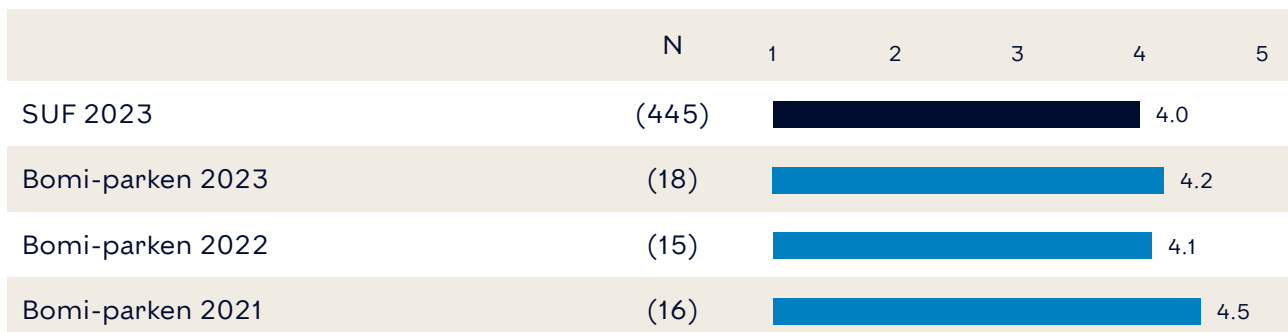 N 1 2 3 4 5
SUF 2023 (445) 4.0
Bomi-parken 2023 (18) 4.2
Bomi-parken 2022 (15) 4.1
Bomi-parken 2021 (16) 4.5